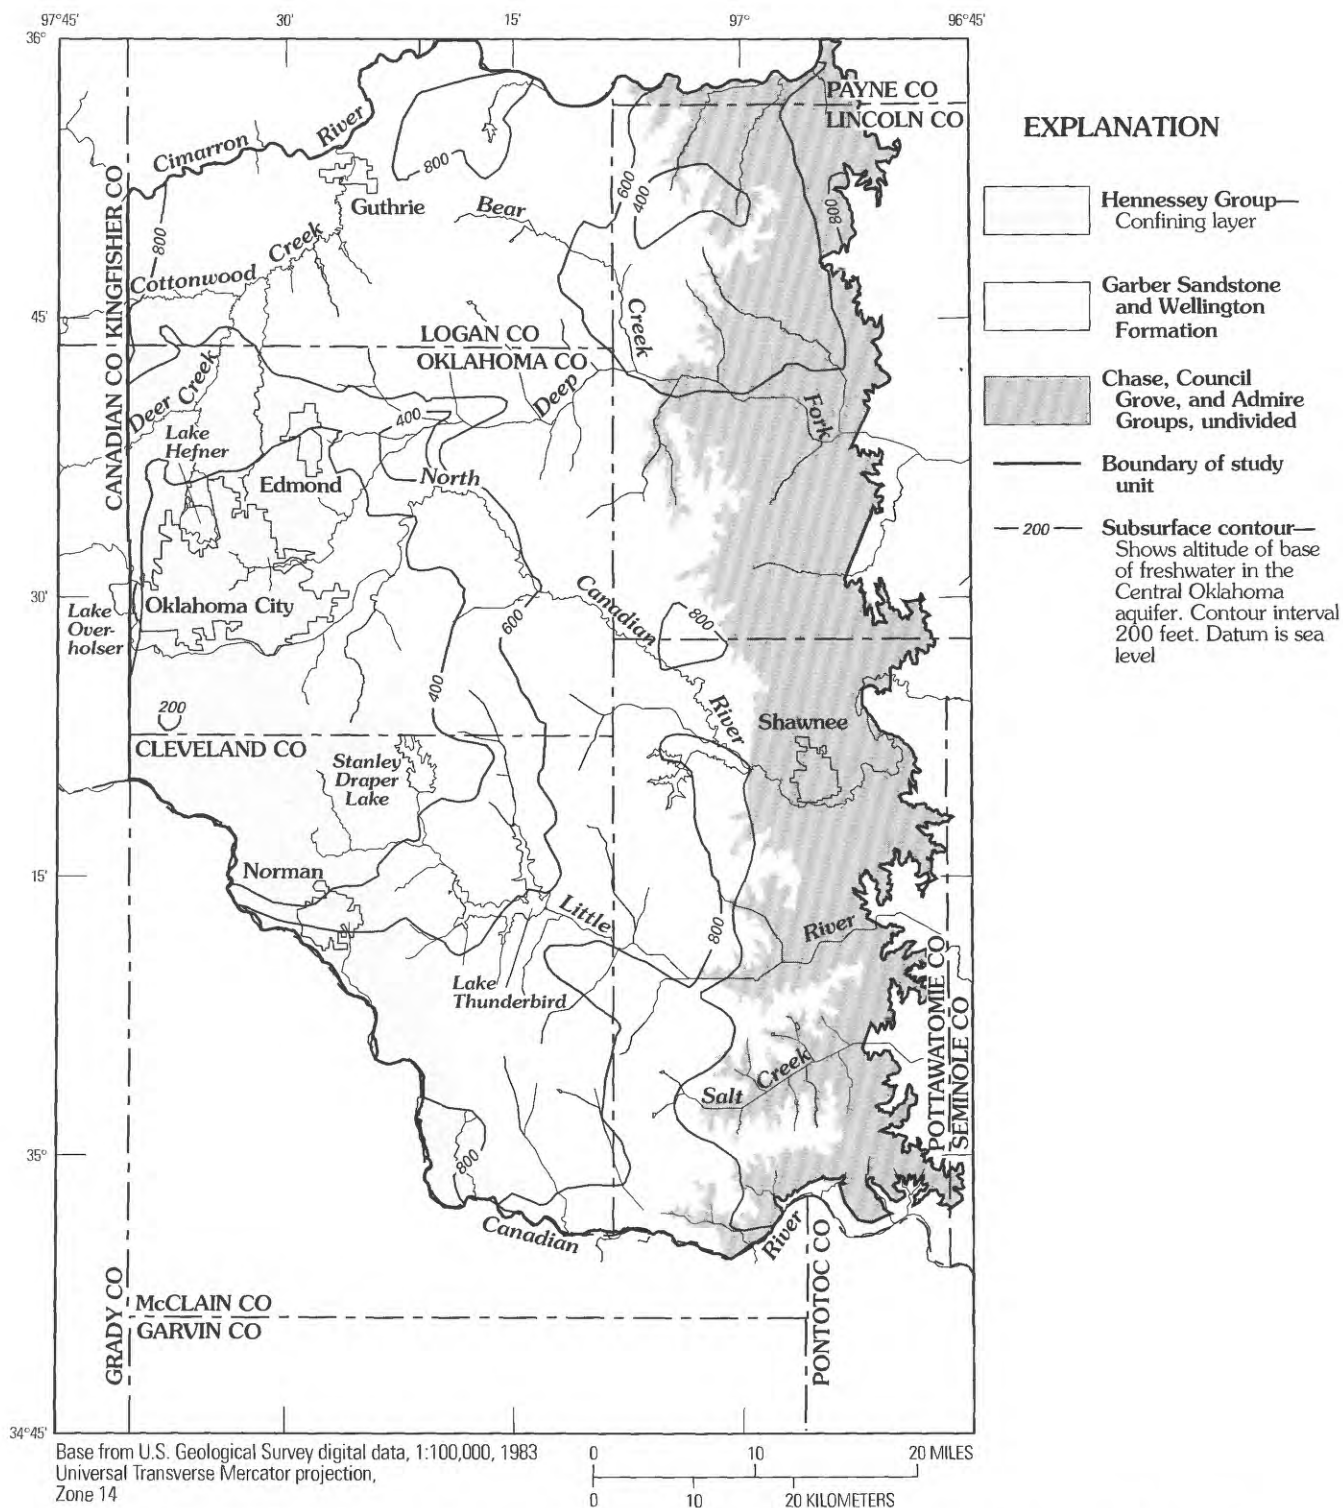 97°45'
30'
15'
97°
96°45'
36°
PAYNE CO
LINCOLN CO
Cimarron River
800
Guthrie
Bear Creek
600
400
800
800
CANADIAN CO
KINGFISHER CO
Cottonwood Creek
45'
LOGAN CO
OKLAHOMA CO
Deer Creek
Deep Fork
400
Lake
Hefner
Edmond
North Canadian River
30'
Oklahoma City
Lake
Over-
holser
600
400
800
200
CLEVELAND CO
Shawnee
Stanley
Draper
Lake
15'
Norman
Little River
800
Lake
Thunderbird
POTTAWATOMIE CO
SEMINOLE CO
Salt Creek
35°
800
Canadian River
GRADY CO
McCLAIN CO
GARVIN CO
PONTOTOC CO
34°45'
EXPLANATION
Hennessey Group—
Confining layer
Garber Sandstone
and Wellington
Formation
Chase, Council
Grove, and Admire
Groups, undivided
Boundary of study
unit
200
Subsurface contour—
Shows altitude of base
of freshwater in the
Central Oklahoma
aquifer. Contour interval
200 feet. Datum is sea
level
Base from U.S. Geological Survey digital data, 1:100,000, 1983
Universal Transverse Mercator projection,
Zone 14
0 10 20 MILES
0 10 20 KILOMETERS